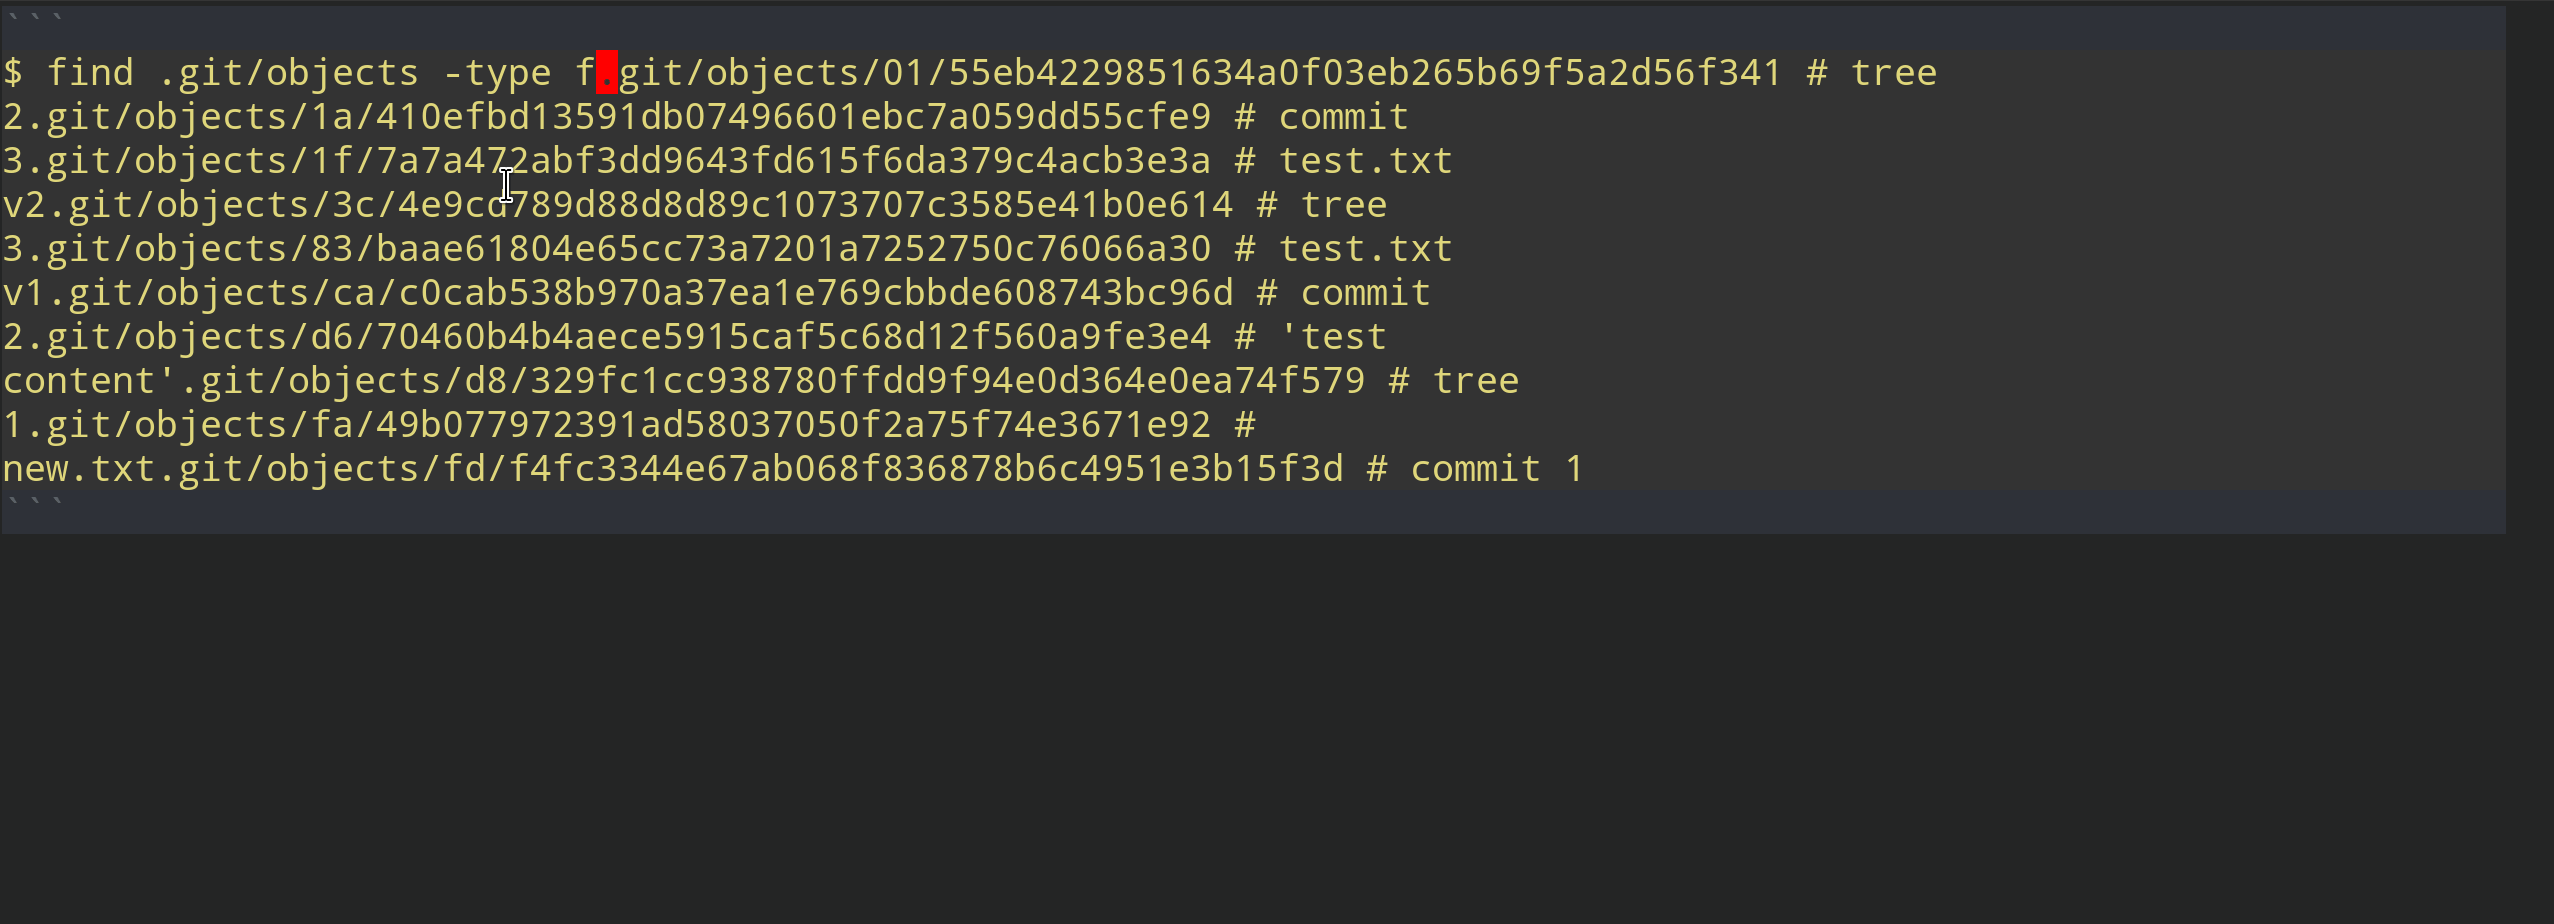 ```
$ find .git/objects -type f.git/objects/01/55eb4229851634a0f03eb265b69f5a2d56f341 # tree
2.git/objects/1a/410efbd13591db07496601ebc7a059dd55cfe9 # commit
3.git/objects/1f/7a7a472abf3dd9643fd615f6da379c4acb3e3a # test.txt
v2.git/objects/3c/4e9cd789d88d8d89c1073707c3585e41b0e614 # tree
3.git/objects/83/baae61804e65cc73a7201a7252750c76066a30 # test.txt
v1.git/objects/ca/c0cab538b970a37ea1e769cbbde608743bc96d # commit
2.git/objects/d6/70460b4b4aece5915caf5c68d12f560a9fe3e4 # 'test
content'.git/objects/d8/329fc1cc938780ffdd9f94e0d364e0ea74f579 # tree
1.git/objects/fa/49b077972391ad58037050f2a75f74e3671e92 #
new.txt.git/objects/fd/f4fc3344e67ab068f836878b6c4951e3b15f3d # commit 1
```